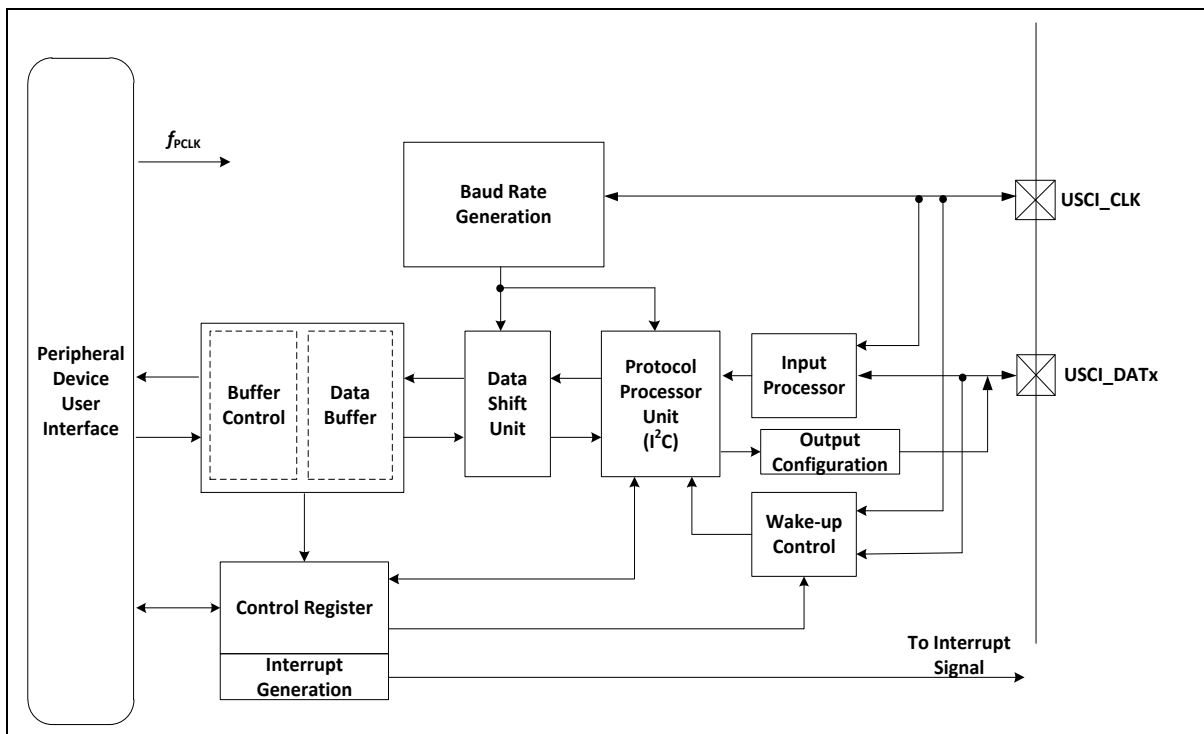 fPCLK
Baud Rate
Generation
USCI_CLK
Peripheral
Device
User
Interface
Buffer
Control
Data
Buffer
Data
Shift
Unit
Protocol
Processor
Unit
(I²C)
Input
Processor
USCI_DATx
Output
Configuration
Wake-up
Control
Control Register
Interrupt
Generation
To Interrupt
Signal